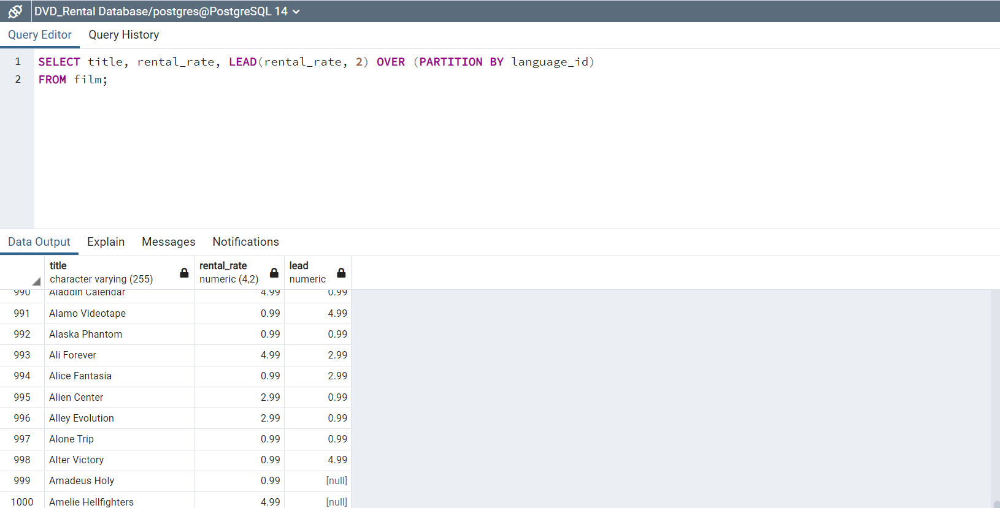 DVD_Rental Database/postgres@PostgreSQL 14
Query Editor Query History
1 SELECT title, rental_rate, LEAD(rental_rate, 2) OVER (PARTITION BY language_id)
2 FROM film;
Data Output Explain Messages Notifications
title rental_rate lead
character varying (255) numeric (4,2) numeric
990 Aladdin Calendar 4.99 0.99
991 Alamo Videotape 0.99 4.99
992 Alaska Phantom 0.99 0.99
993 Ali Forever 4.99 2.99
994 Alice Fantasia 0.99 2.99
995 Alien Center 2.99 0.99
996 Alley Evolution 2.99 0.99
997 Alone Trip 0.99 0.99
998 Alter Victory 0.99 4.99
999 Amadeus Holy 0.99 [null]
1000 Amelie Hellfighters 4.99 [null]